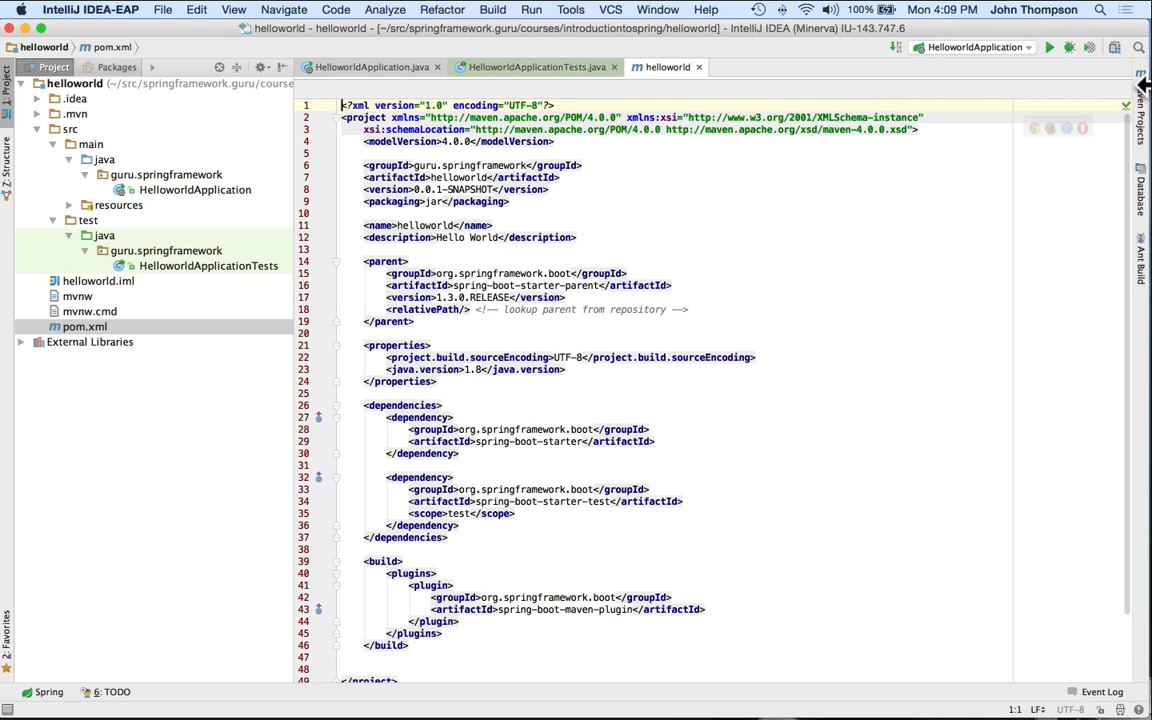 IntelliJ IDEA-EAP File Edit View Navigate Code Analyze Refactor Build Run Tools VCS Window Help 100% Mon 4:09 PM John Thompson
helloworld - helloworld - [~/src/springframework.guru/courses/introductiontospring/helloworld] - IntelliJ IDEA (Minerva) IU-143.747.6
helloworld pom.xml HelloworldApplication
Project Packages HelloworldApplication.java × HelloworldApplicationTests.java × m helloworld ×
1: Project
Z: Structure
2: Favorites
helloworld (~/src/springframework.guru/course
.idea
.mvn
src
main
java
guru.springframework
HelloworldApplication
resources
test
java
guru.springframework
HelloworldApplicationTests
helloworld.iml
mvnw
mvnw.cmd
m pom.xml
External Libraries
1 <?xml version="1.0" encoding="UTF-8"?>
2 <project xmlns="http://maven.apache.org/POM/4.0.0" xmlns:xsi="http://www.w3.org/2001/XMLSchema-instance"
3 xsi:schemaLocation="http://maven.apache.org/POM/4.0.0 http://maven.apache.org/xsd/maven-4.0.0.xsd">
4 <modelVersion>4.0.0</modelVersion>
5
6 <groupId>guru.springframework</groupId>
7 <artifactId>helloworld</artifactId>
8 <version>0.0.1-SNAPSHOT</version>
9 <packaging>jar</packaging>
10
11 <name>helloworld</name>
12 <description>Hello World</description>
13
14 <parent>
15 <groupId>org.springframework.boot</groupId>
16 <artifactId>spring-boot-starter-parent</artifactId>
17 <version>1.3.0.RELEASE</version>
18 <relativePath/> <!-- lookup parent from repository -->
19 </parent>
20
21 <properties>
22 <project.build.sourceEncoding>UTF-8</project.build.sourceEncoding>
23 <java.version>1.8</java.version>
24 </properties>
25
26 <dependencies>
27 <dependency>
28 <groupId>org.springframework.boot</groupId>
29 <artifactId>spring-boot-starter</artifactId>
30 </dependency>
31
32 <dependency>
33 <groupId>org.springframework.boot</groupId>
34 <artifactId>spring-boot-starter-test</artifactId>
35 <scope>test</scope>
36 </dependency>
37 </dependencies>
38
39 <build>
40 <plugins>
41 <plugin>
42 <groupId>org.springframework.boot</groupId>
43 <artifactId>spring-boot-maven-plugin</artifactId>
44 </plugin>
45 </plugins>
46 </build>
47
48
49 </project>
Projects
Database
Ant Build
Spring 6: TODO Event Log
1:1 LF÷ UTF-8